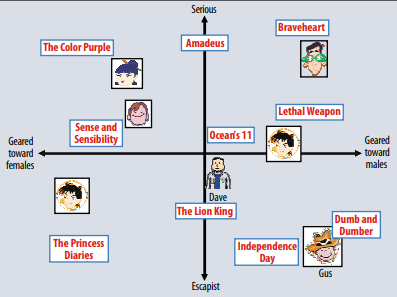 Serious
Braveheart
The Color Purple
Amadeus
Lethal Weapon
Sense and
Sensibility
Ocean's 11
Geared
toward
females
Geared
toward
males
Dave
The Lion King
Dumb and
Dumber
The Princess
Diaries
Independence
Day
Gus
Escapist